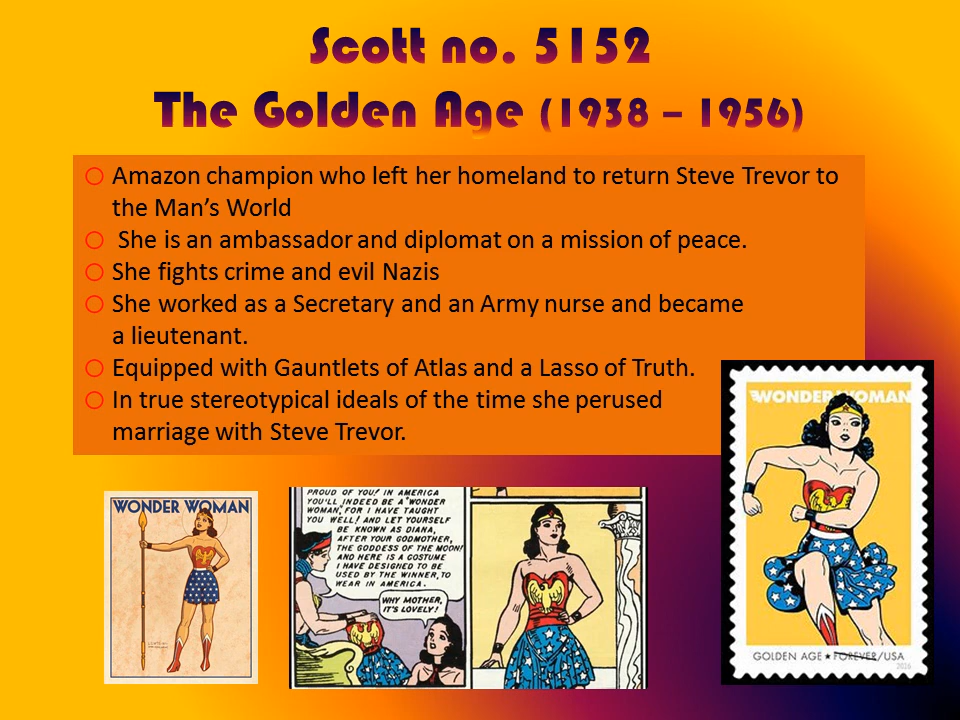 Scott no. 5152
The Golden Age (1938 – 1956)
Amazon champion who left her homeland to return Steve Trevor to
the Man's World
She is an ambassador and diplomat on a mission of peace.
She fights crime and evil Nazis
She worked as a Secretary and an Army nurse and became
a lieutenant.
Equipped with Gauntlets of Atlas and a Lasso of Truth.
In true stereotypical ideals of the time she perused
marriage with Steve Trevor.
WONDER WOMAN
PROUD OF YOU! IN AMERICA
YOU'LL INDEED BE A "WONDER
WOMAN," FOR I HAVE TAUGHT
YOU WELL! AND LET YOURSELF
BE KNOWN AS DIANA,
AFTER YOUR GODMOTHER,
THE GODDESS OF THE MOON!
AND HERE IS A COSTUME
I HAVE DESIGNED TO BE
USED BY THE WINNER, TO
WEAR IN AMERICA.
WHY MOTHER,
IT'S LOVELY!
WONDER WOMAN
GOLDEN AGE ★ FOREVER/USA
2016